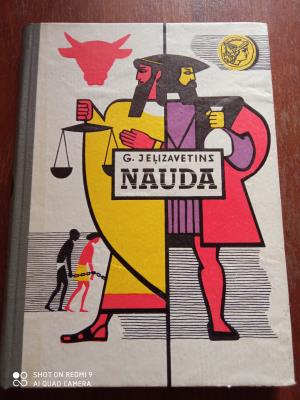 G. JEĻIZAVETINS
NAUDA
SHOT ON REDMI 9
AI QUAD CAMERA